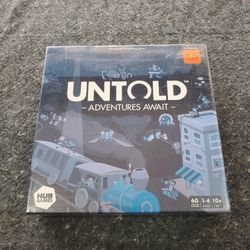 UNTOLD
- ADVENTURES AWAIT -
HUB
GAMES
60 1-4 10+